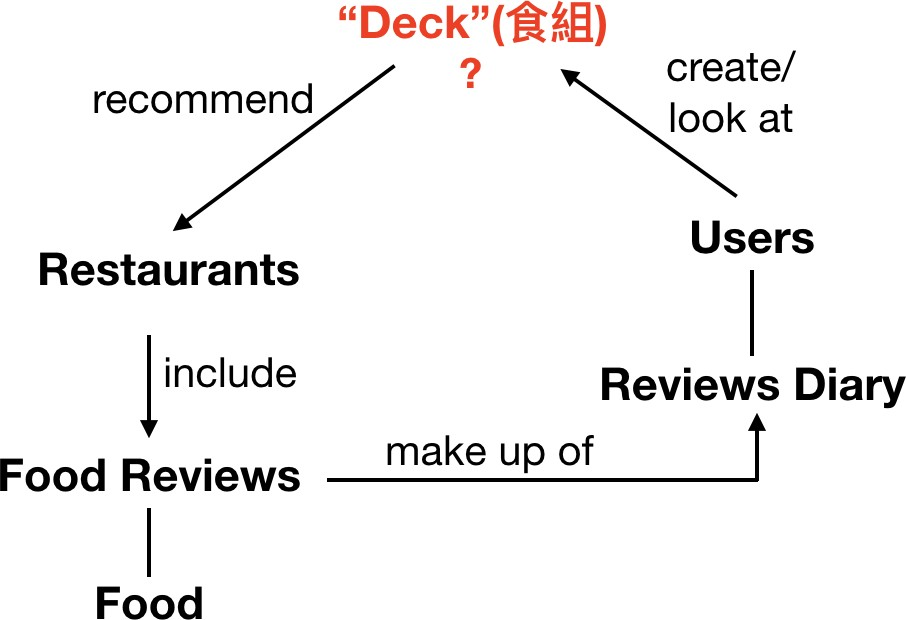 “Deck”(食組)
?
create/
look at
recommend
Users
Restaurants
include
Reviews Diary
make up of
Food Reviews
Food